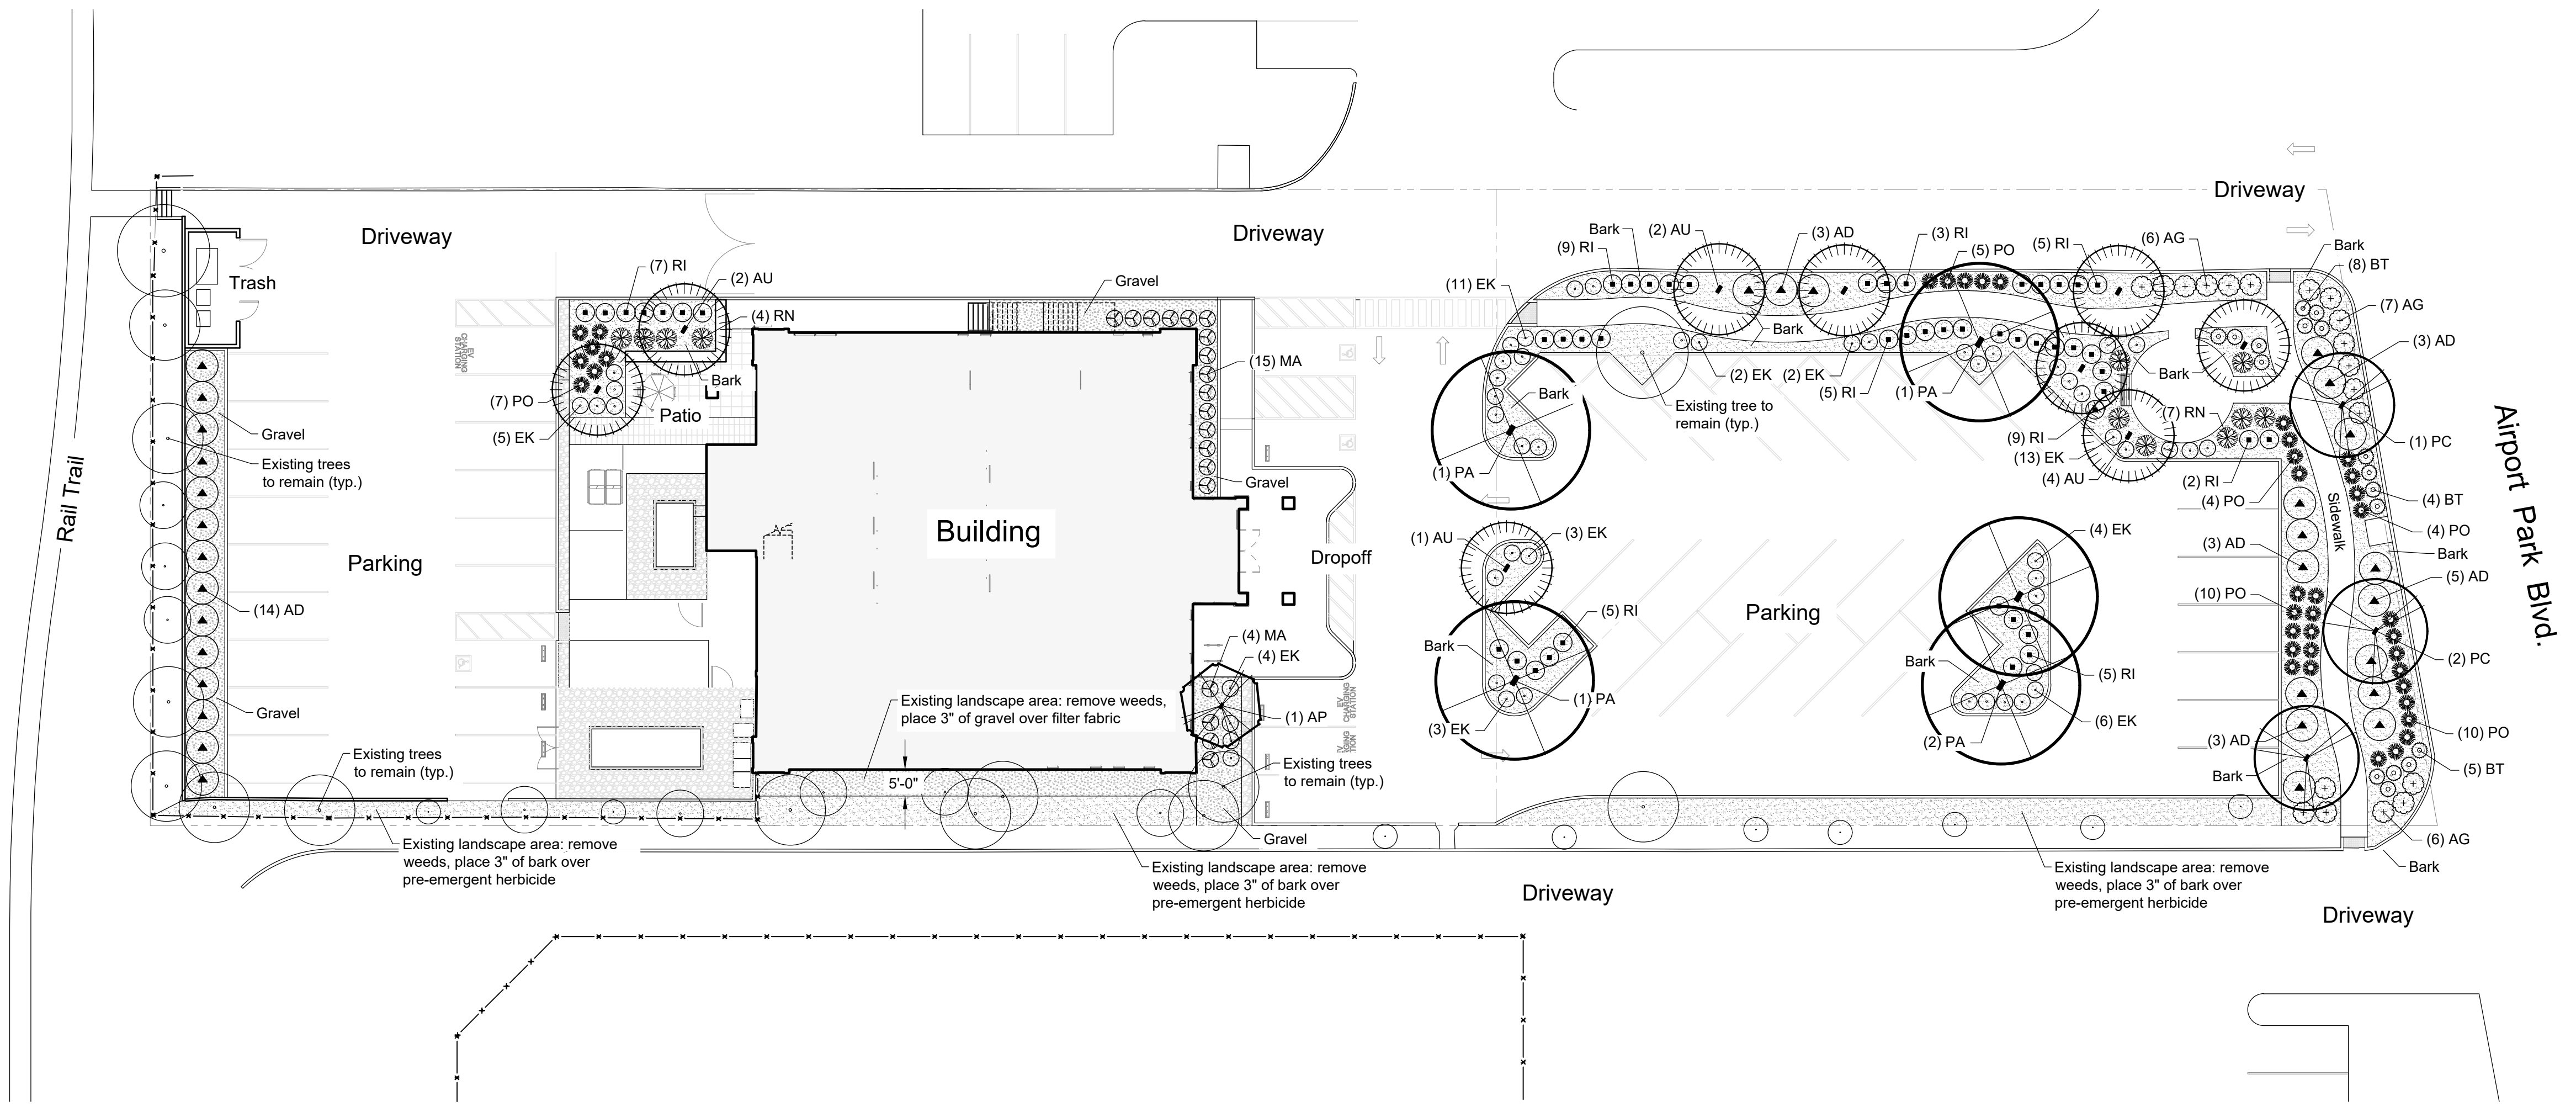 Driveway
Driveway
Driveway
Bark
(9) RI
(2) AU
(3) AD
(3) RI
(5) PO
(5) RI
(6) AG
Bark
(8) BT
(7) RI
(2) AU
(4) RN
Trash
Gravel
(11) EK
(7) AG
(3) AD
Bark
EV
CHARGING
STATION
(15) MA
Bark
(2) EK
(2) EK
(5) RI
(1) PA
Bark
Bark
(7) PO
Patio
(5) EK
Existing tree to
remain (typ.)
(7) RN
(1) PC
Gravel
(9) RI
(13) EK
(4) AU
Existing trees
to remain (typ.)
(1) PA
Gravel
(2) RI
(4) PO
(4) BT
(4) PO
Sidewalk
Airport Park Blvd.
Rail Trail
Building
(1) AU
(3) EK
(4) EK
(3) AD
Bark
Parking
Dropoff
(5) AD
(10) PO
(14) AD
(5) RI
Parking
(4) MA
(4) EK
Bark
Bark
(2) PC
(5) RI
Gravel
Existing landscape area: remove weeds,
place 3" of gravel over filter fabric
EV
CHARGING
STATION
(1) AP
(1) PA
(3) EK
(6) EK
(2) PA
(3) AD
(10) PO
Existing trees
to remain (typ.)
5'-0"
Existing trees
to remain (typ.)
Bark
(5) BT
Gravel
(6) AG
Bark
Existing landscape area: remove
weeds, place 3" of bark over
pre-emergent herbicide
Existing landscape area: remove
weeds, place 3" of bark over
pre-emergent herbicide
Existing landscape area: remove
weeds, place 3" of bark over
pre-emergent herbicide
Driveway
Driveway